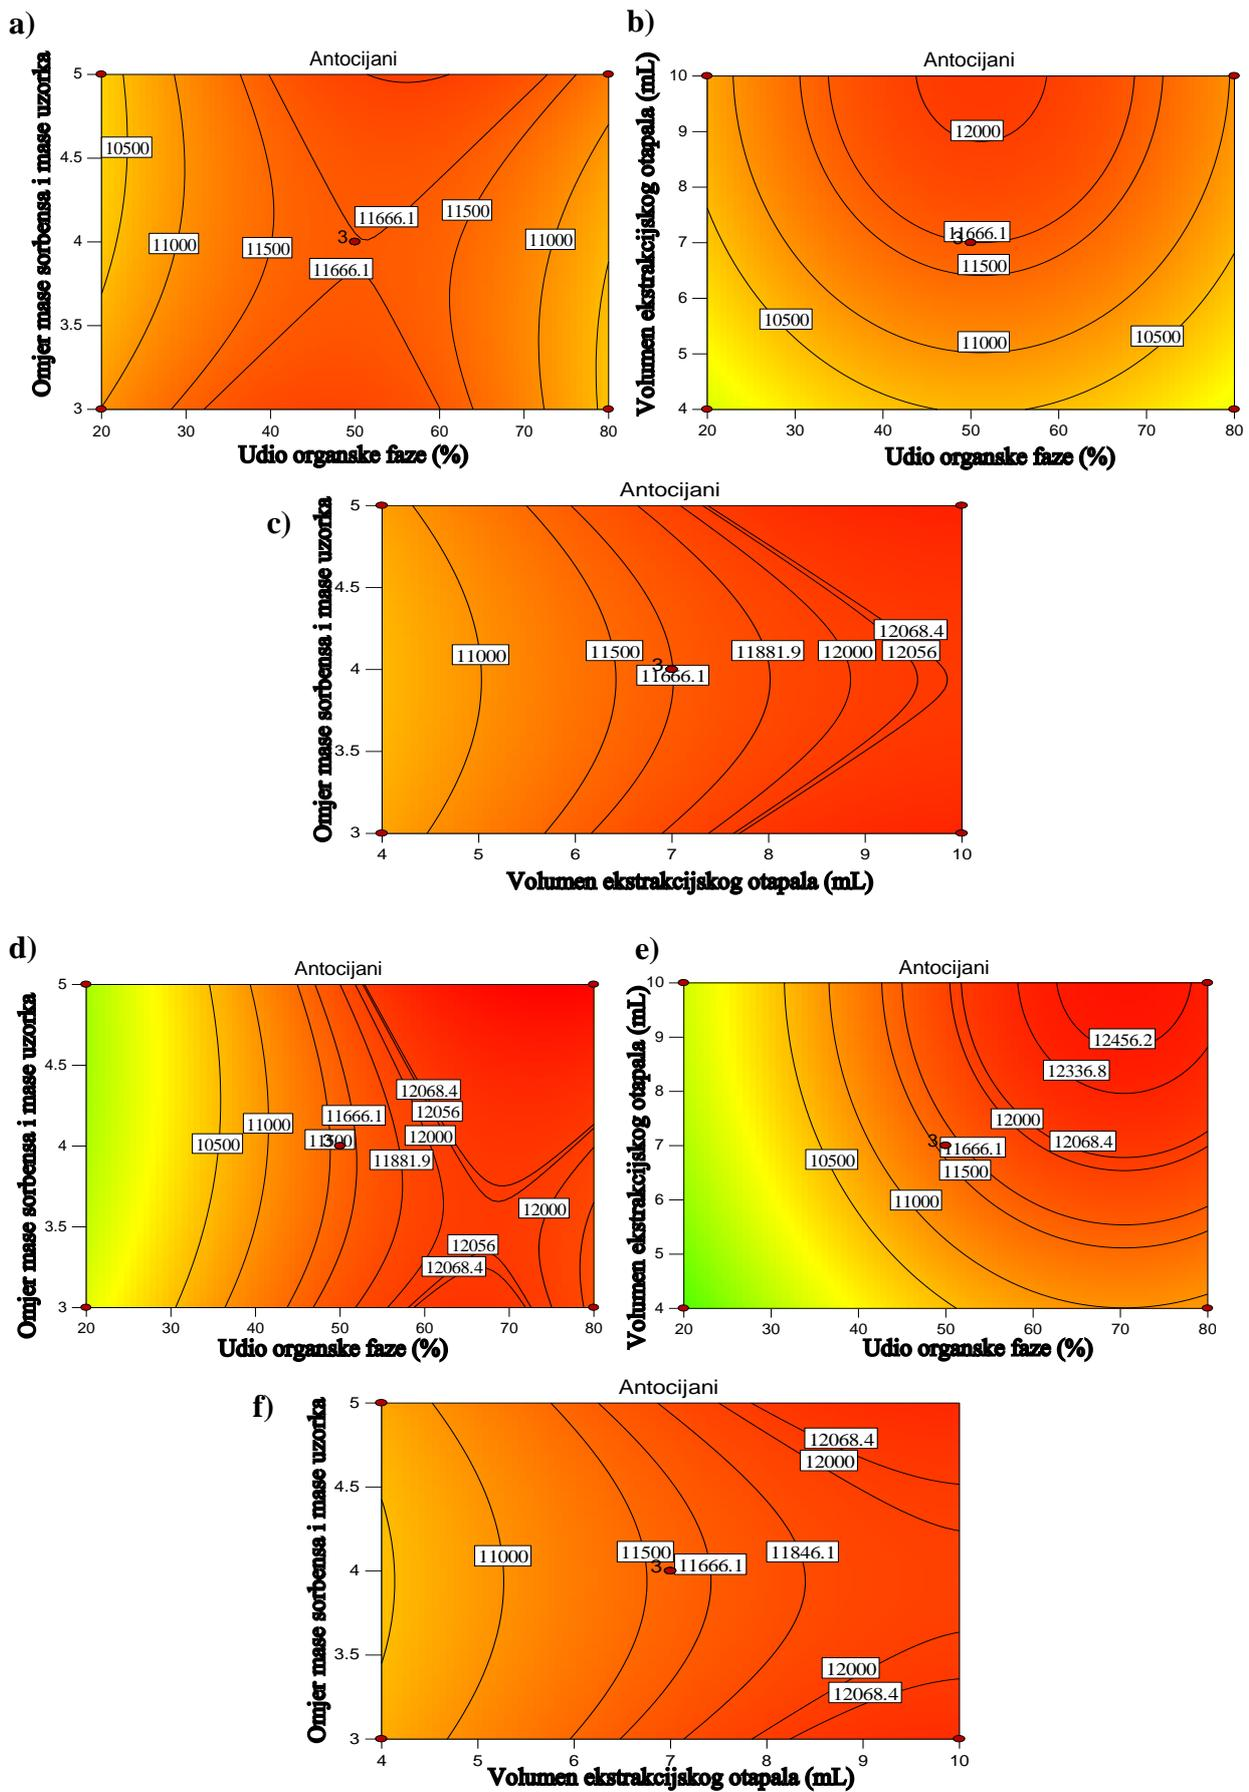 a)
Antocijani
Omjer mase sorbensa i mase uzorka
5
4.5
4
3.5
3
10500
11000
11500
11666.1
3
11666.1
11500
11000
20 30 40 50 60 70 80
Udio organske faze (%)
b)
Antocijani
Volumen ekstrakcijskog otapala (mL)
10
9
8
7
6
5
4
12000
3
11666.1
11500
10500
11000
10500
20 30 40 50 60 70 80
Udio organske faze (%)
c)
Antocijani
Omjer mase sorbensa i mase uzorka
5
4.5
4
3.5
3
11000
11500
3
11666.1
11881.9
12000
12068.4
12056
4 5 6 7 8 9 10
Volumen ekstrakcijskog otapala (mL)
d)
Antocijani
Omjer mase sorbensa i mase uzorka
5
4.5
4
3.5
3
10500
11000
11500
3
11666.1
11881.9
12068.4
12056
12000
12000
12056
12068.4
20 30 40 50 60 70 80
Udio organske faze (%)
e)
Antocijani
Volumen ekstrakcijskog otapala (mL)
10
9
8
7
6
5
4
12456.2
12336.8
12000
12068.4
3
11666.1
11500
10500
11000
20 30 40 50 60 70 80
Udio organske faze (%)
f)
Antocijani
Omjer mase sorbensa i mase uzorka
5
4.5
4
3.5
3
12068.4
12000
11000
11500
3
11666.1
11846.1
12000
12068.4
4 5 6 7 8 9 10
Volumen ekstrakcijskog otapala (mL)